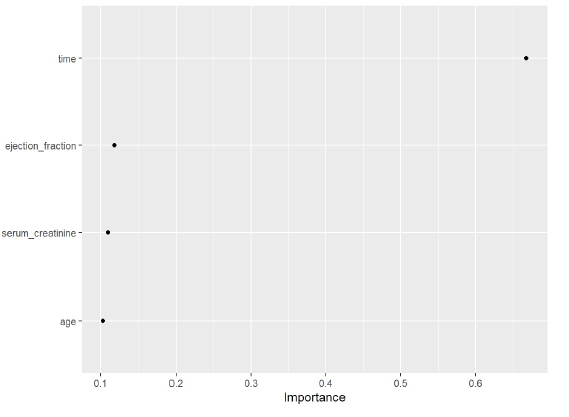 time
ejection_fraction
serum_creatinine
age
0.1 0.2 0.3 0.4 0.5 0.6
Importance